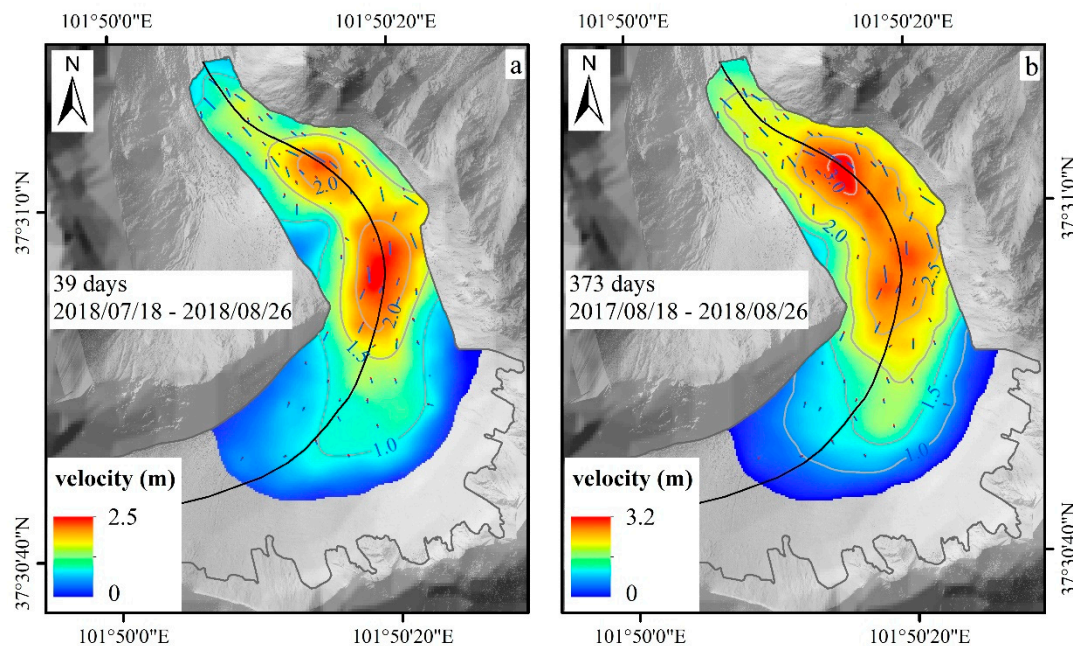 101°50'0"E
101°50'20"E
101°50'0"E
101°50'20"E
N
a
N
b
2.0
3.0
37°31'0"N
37°31'0"N
2.0
39 days
2018/07/18 - 2018/08/26
373 days
2017/08/18 - 2018/08/26
2.5
2.0
1.5
1.5
1.0
1.0
velocity (m)
2.5
0
velocity (m)
3.2
0
37°30'40"N
37°30'40"N
101°50'0"E
101°50'20"E
101°50'0"E
101°50'20"E